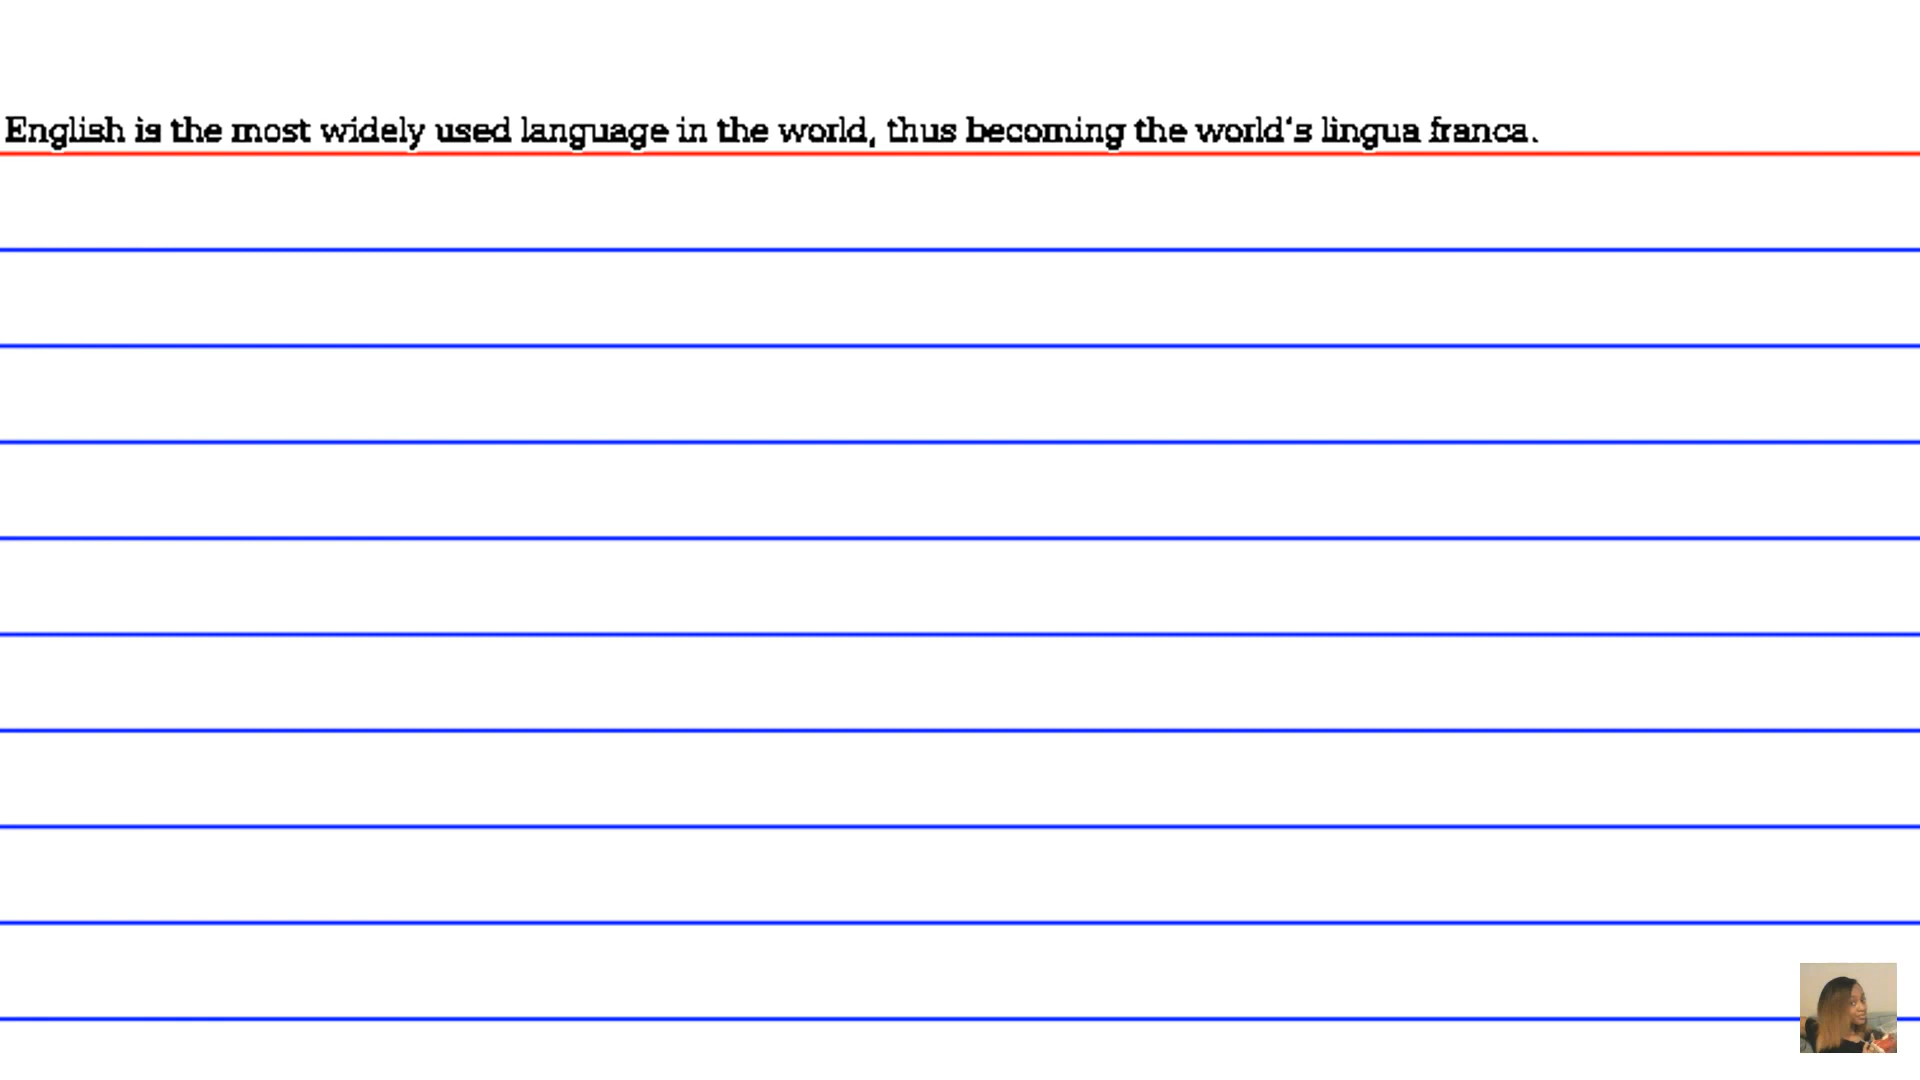 English is the most widely used language in the world, thus becoming the world's lingua franca.